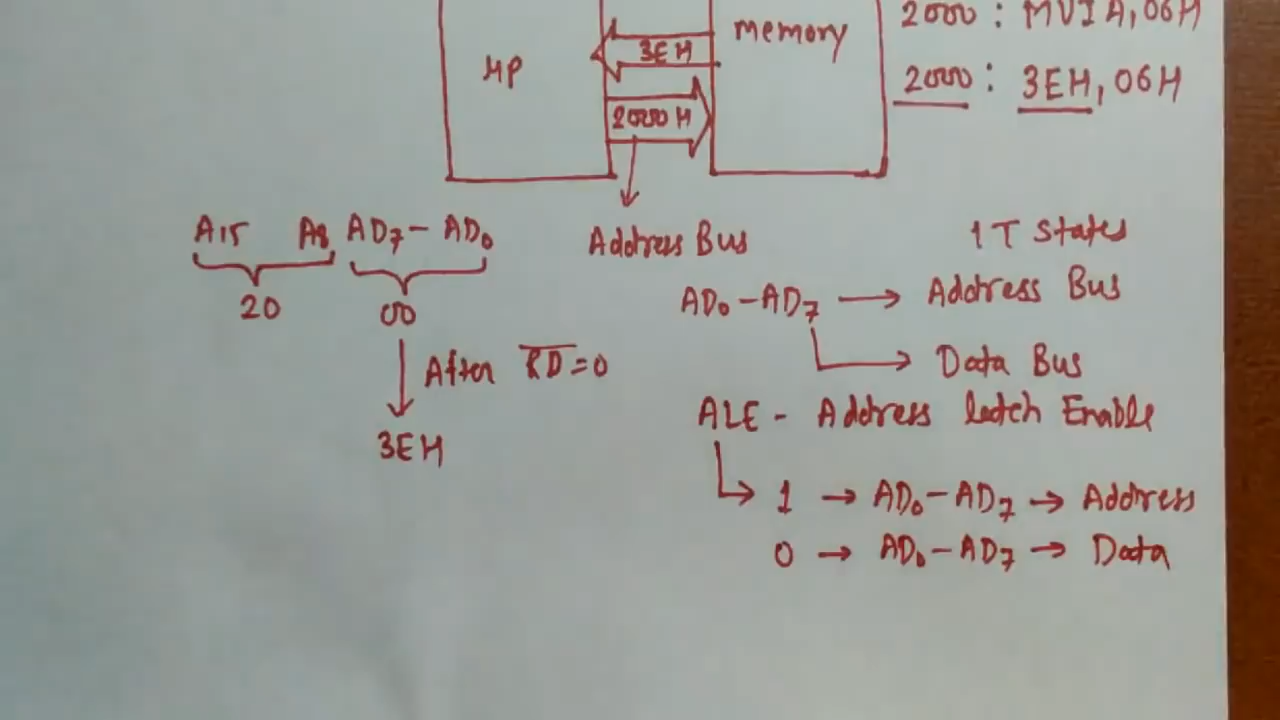 2000 : MVI A, 06H
memory
3EH
μP
2000 : 3EH, 06H
2000 H
A15 A8 AD7 - AD0
Address Bus
1 T States
20
00
AD0 - AD7 → Address Bus
Data Bus
After \overline{RD} = 0
ALE - Address latch Enable
3EH
1 → AD0 - AD7 → Address
0 → AD0 - AD7 → Data